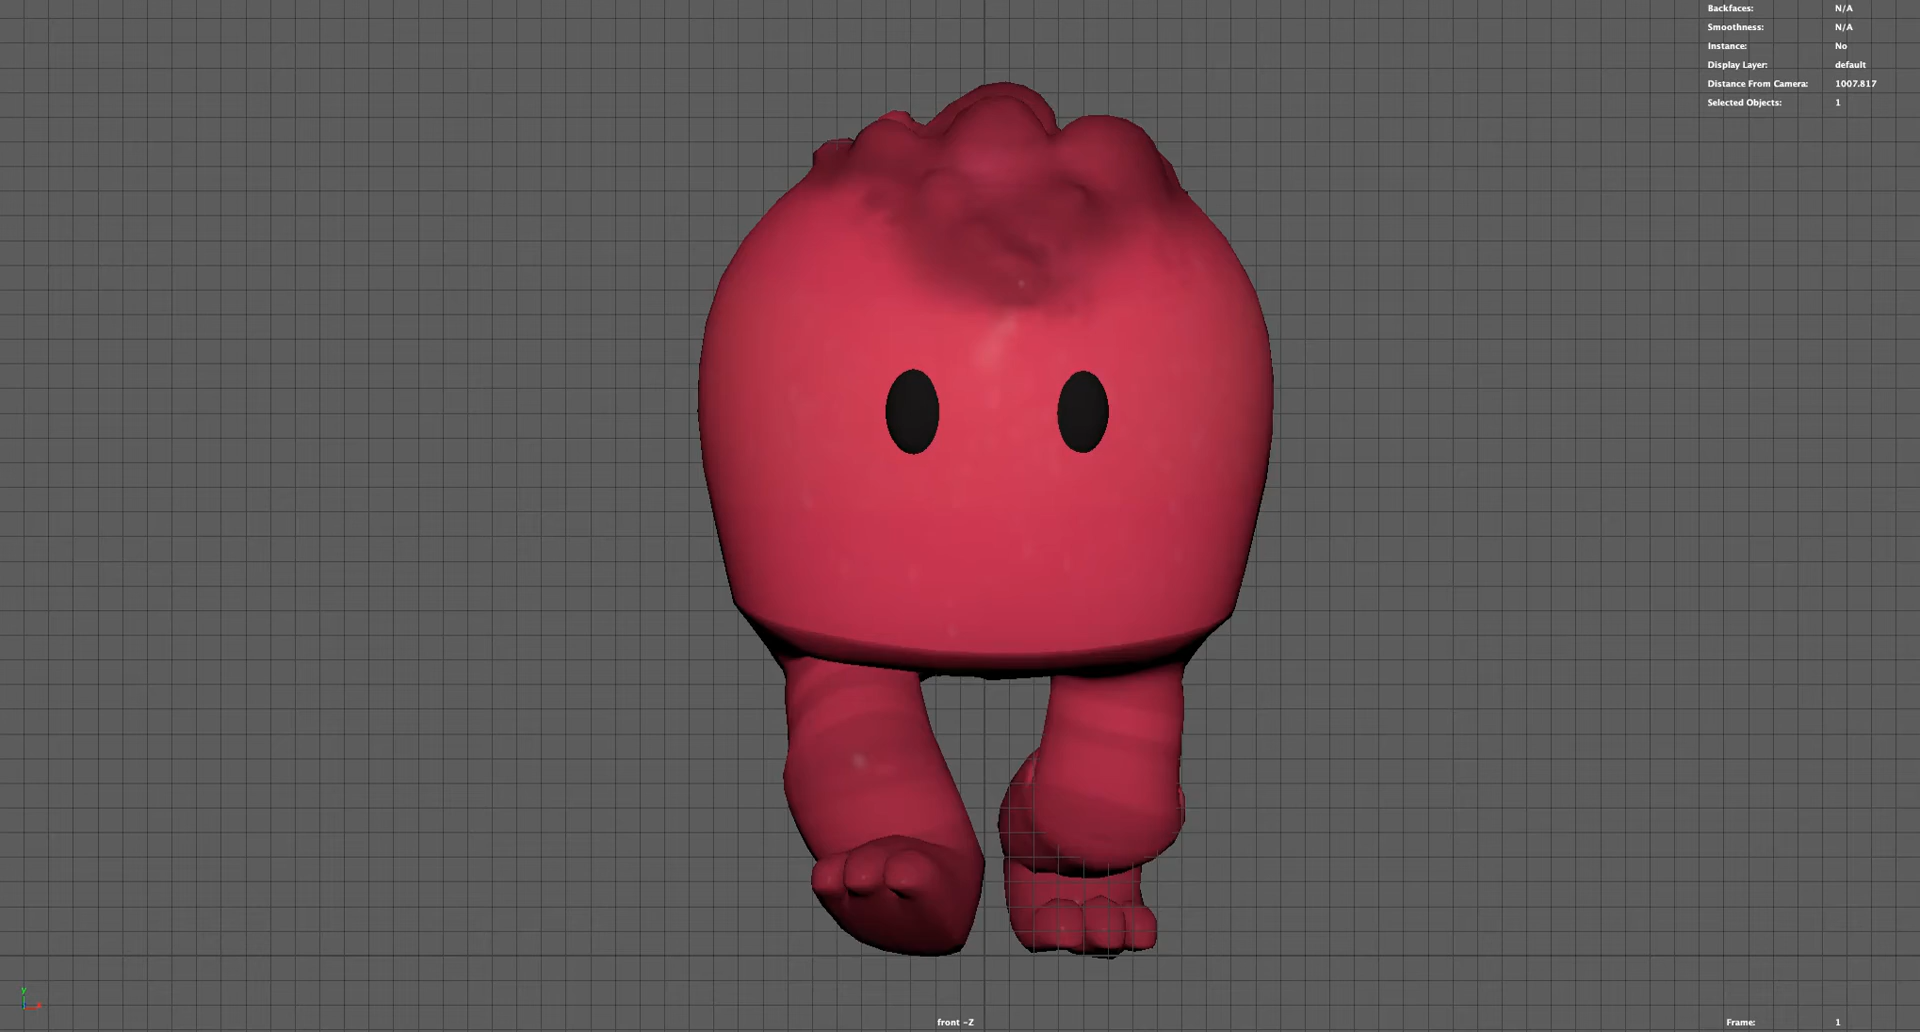 Backfaces: N/A
Smoothness: N/A
Instance: No
Display Layer: default
Distance From Camera: 1007.817
Selected Objects: 1
y
x
front -Z
Frame: 1